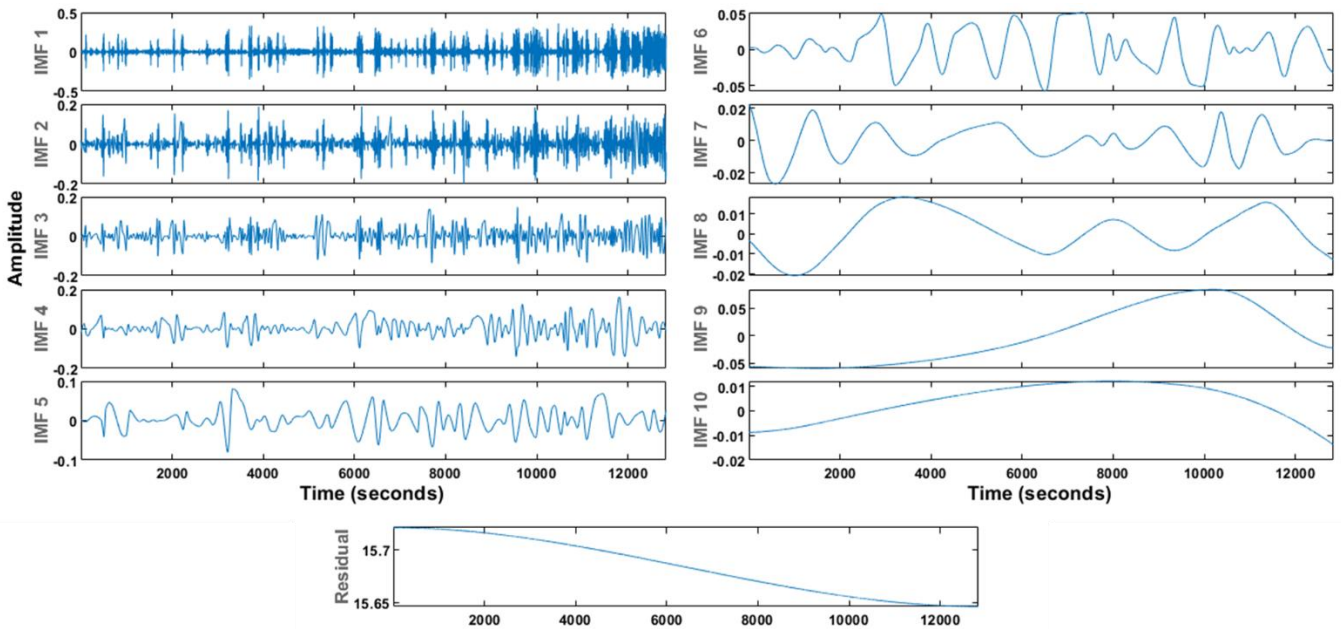 Amplitude
IMF 1
0.5
0
-0.5
IMF 2
0.2
0
-0.2
IMF 3
0.2
0
-0.2
IMF 4
0.2
0
-0.2
IMF 5
0.1
0
-0.1
2000 4000 6000 8000 10000 12000
Time (seconds)
IMF 6
0.05
0
-0.05
IMF 7
0.02
0
-0.02
IMF 8
0.01
0
-0.01
-0.02
IMF 9
0.05
0
-0.05
IMF 10
0.01
0
-0.01
-0.02
2000 4000 6000 8000 10000 12000
Time (seconds)
Residual
15.7
15.65
2000 4000 6000 8000 10000 12000